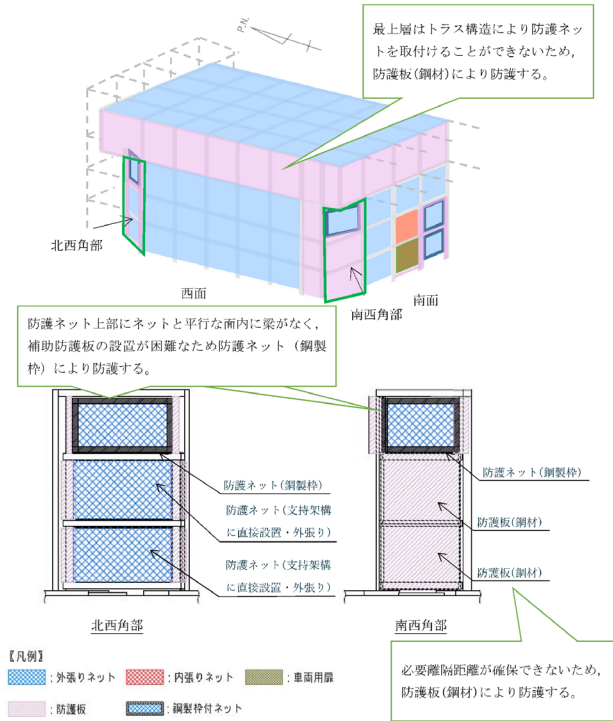 P.N.
最上層はトラス構造により防護ネット
を取付けることができないため，
防護板(鋼材)により防護する。
北西角部
西面
南西角部
南面
防護ネット上部にネットと平行な面内に梁がなく，
補助防護板の設置が困難なため防護ネット（鋼製
枠）により防護する。
防護ネット(鋼製枠)
防護ネット(支持架構
に直接設置・外張り)
防護ネット(支持架構
に直接設置・外張り)
北西角部
防護ネット(鋼製枠)
防護板(鋼材)
防護板(鋼材)
南西角部
必要離隔距離が確保できないため，
防護板(鋼材)により防護する。
【凡例】
：外張りネット
：内張りネット
：車両用扉
：防護板
：鋼製枠付ネット